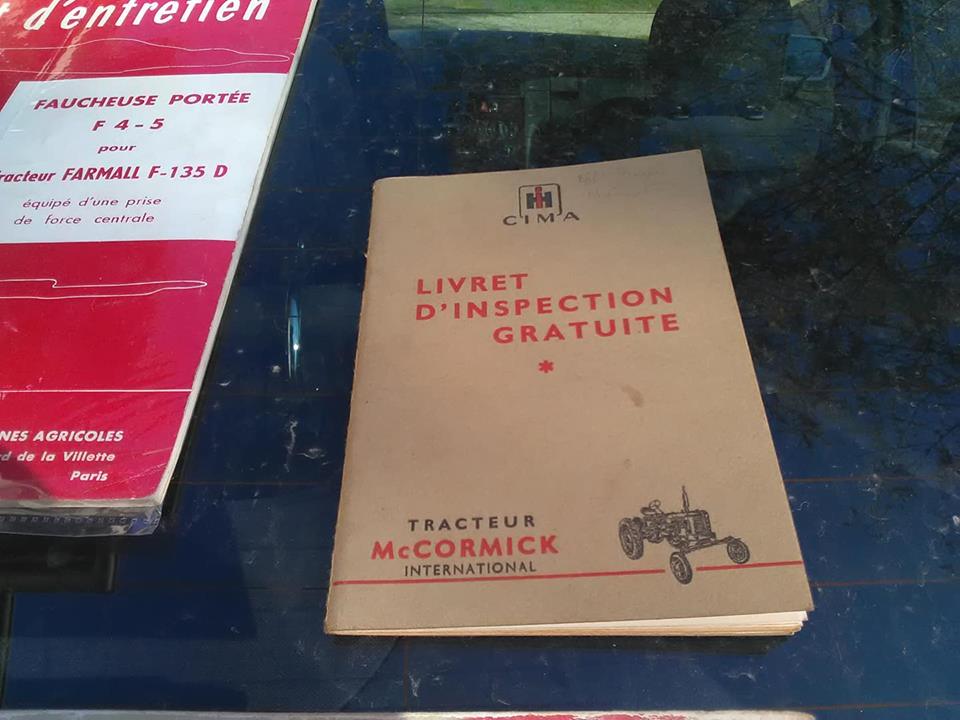 d'entretien
FAUCHEUSE PORTÉE
F 4-5
pour
Tracteur FARMALL F-135 D
équipé d'une prise
de force centrale
AGRICOLES
de la Villette
Paris
IH
CIMA
LIVRET
D'INSPECTION
GRATUITE
*
TRACTEUR
McCORMICK
INTERNATIONAL